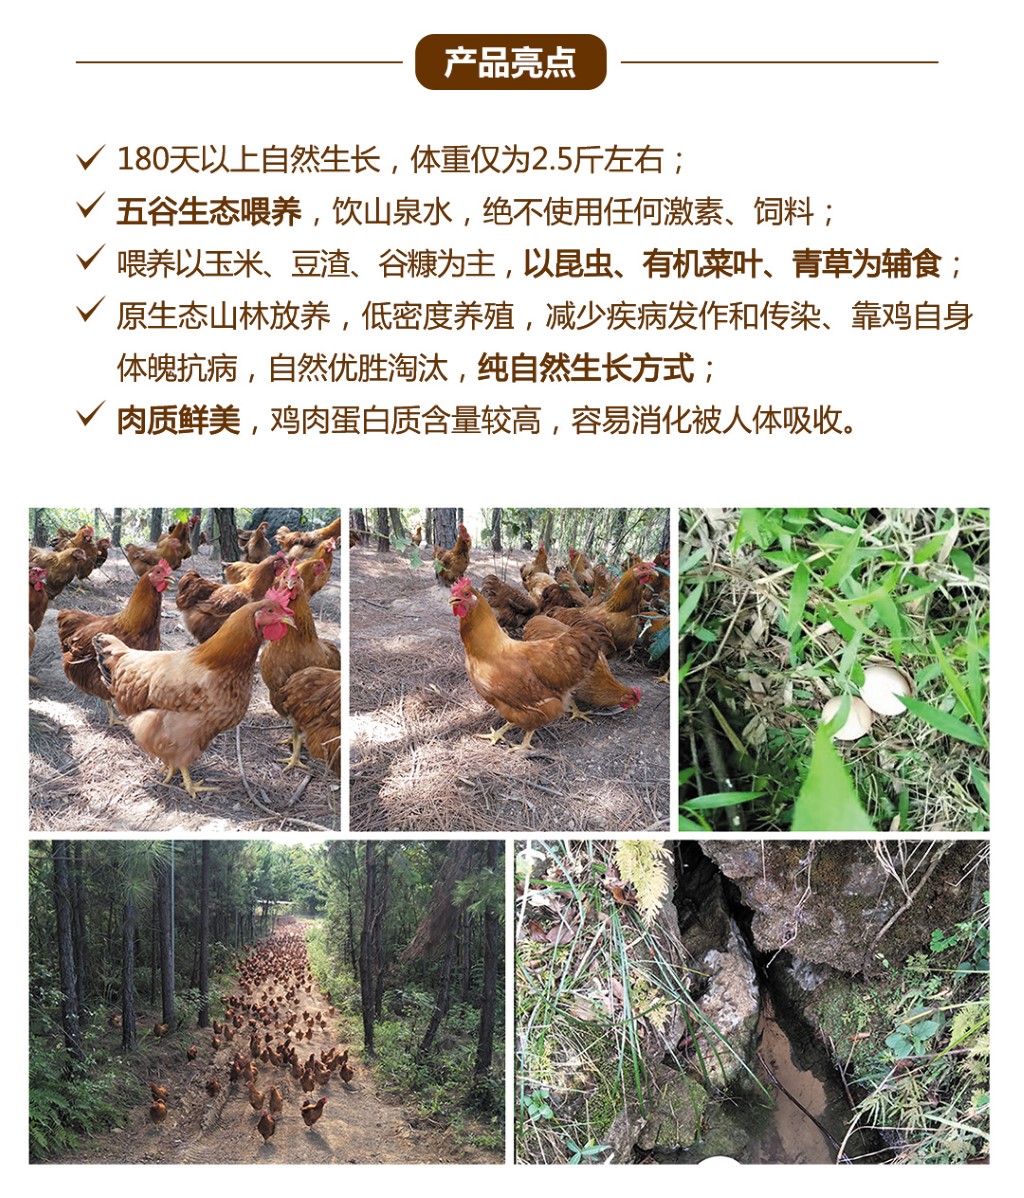 产品亮点
180天以上自然生长，体重仅为2.5斤左右；
五谷生态喂养，饮山泉水，绝不使用任何激素、饲料；
喂养以玉米、豆渣、谷糠为主，以昆虫、有机菜叶、青草为辅食；
原生态山林放养，低密度养殖，减少疾病发作和传染、靠鸡自身
体魄抗病，自然优胜淘汰，纯自然生长方式；
肉质鲜美，鸡肉蛋白质含量较高，容易消化被人体吸收。